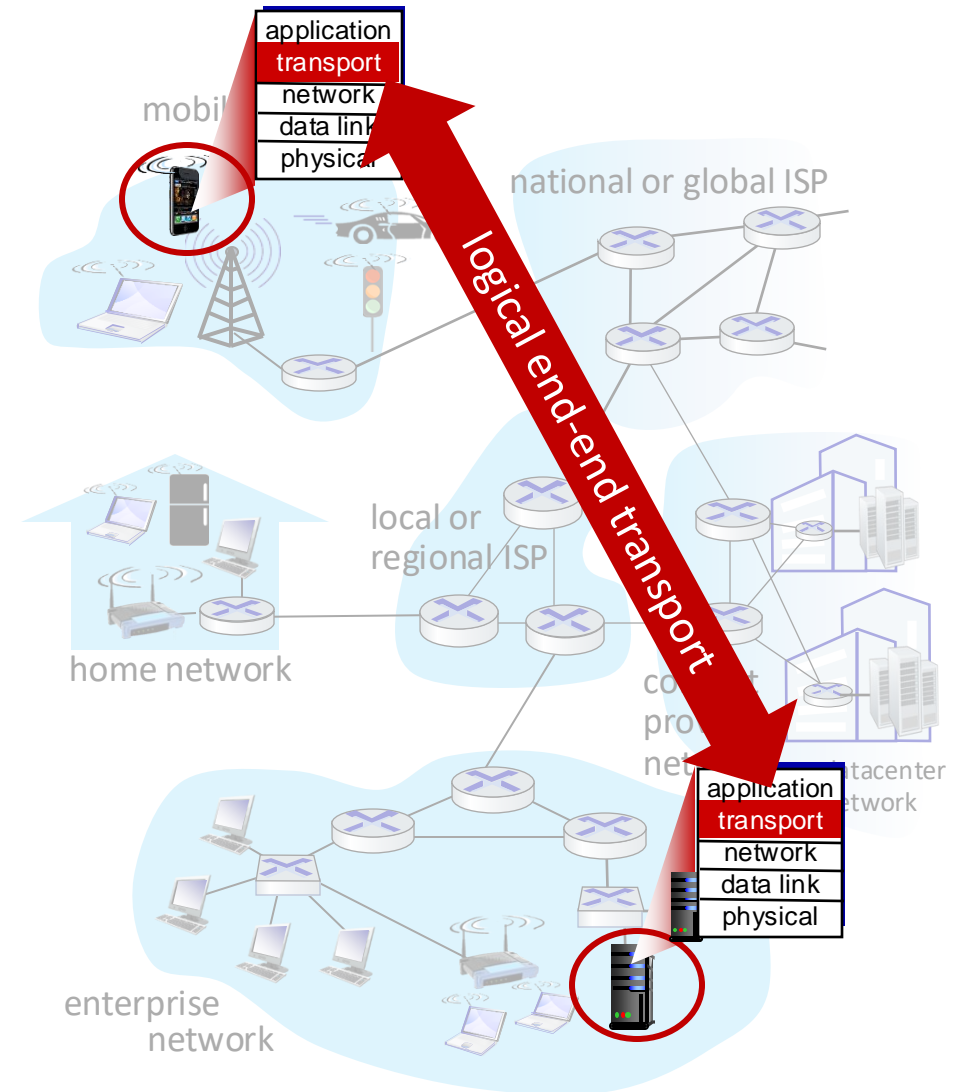 application
transport
network
data link
physical
national or global ISP
logical end-end transport
local or
regional ISP
home network
network
application
transport
network
data link
physical
enterprise
network